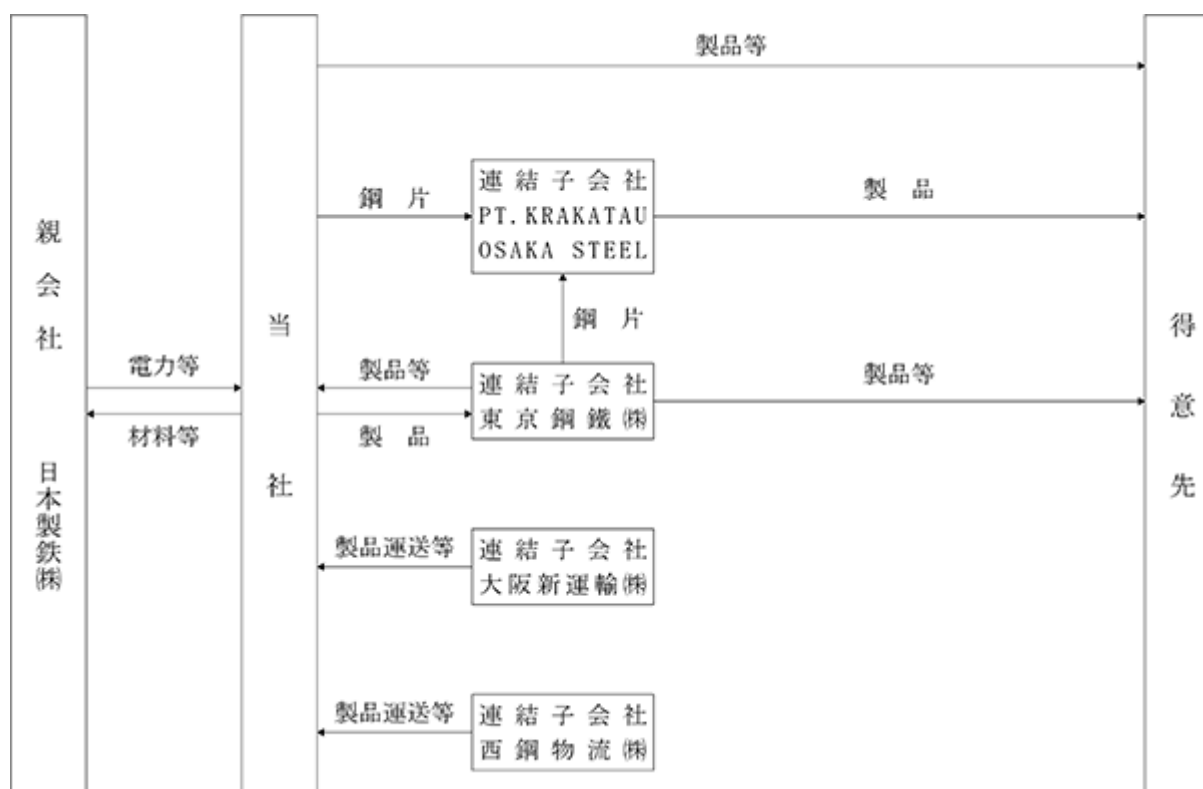 親会社
日本製鉄㈱
電力等
材料等
当社
製品等
鋼片
連結子会社
PT.KRAKATAU
OSAKA STEEL
製品
鋼片
製品等
製品
連結子会社
東京鋼鐵㈱
製品等
製品運送等
連結子会社
大阪新運輸㈱
製品運送等
連結子会社
西鋼物流㈱
得意先